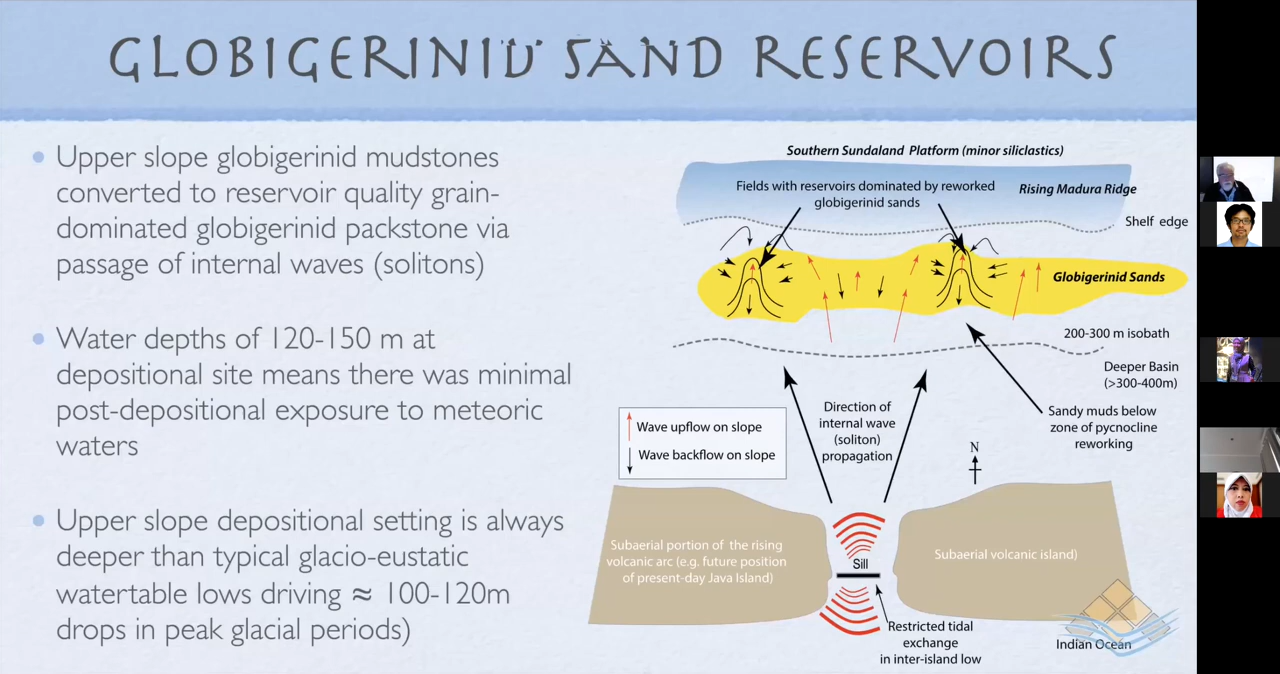 GLOBIGERINID SAND RESERVOIRS
Upper slope globigerinid mudstones
converted to reservoir quality grain-
dominated globigerinid packstone via
passage of internal waves (solitons)
Water depths of 120-150 m at
depositional site means there was minimal
post-depositional exposure to meteoric
waters
Upper slope depositional setting is always
deeper than typical glacio-eustatic
watertable lows driving ≈ 100-120m
drops in peak glacial periods)
Southern Sundaland Platform (minor siliclastics)
Fields with reservoirs dominated by reworked
globigerinid sands
Rising Madura Ridge
Shelf edge
Globigerinid Sands
200-300 m isobath
Deeper Basin
(>300-400m)
Direction of
internal wave
(soliton)
propagation
Sandy muds below
zone of pycnocline
reworking
Wave upflow on slope
Wave backflow on slope
N
Subaerial portion of the rising
volcanic arc (e.g. future position
of present-day Java Island)
Sill
Subaerial volcanic island)
Restricted tidal
exchange
in inter-island low
Indian Ocean